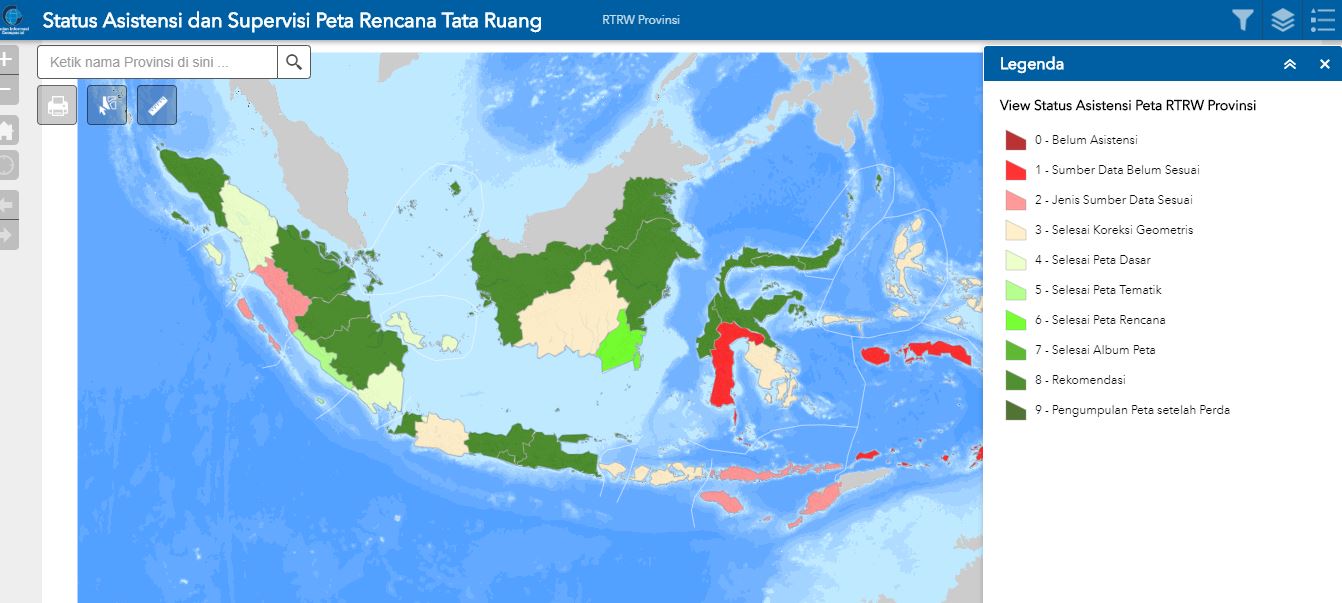 Status Asistensi dan Supervisi Peta Rencana Tata Ruang
RTRW Provinsi
Ketik nama Provinsi di sini ...
Legenda
View Status Asistensi Peta RTRW Provinsi
0 - Belum Asistensi
1 - Sumber Data Belum Sesuai
2 - Jenis Sumber Data Sesuai
3 - Selesai Koreksi Geometris
4 - Selesai Peta Dasar
5 - Selesai Peta Tematik
6 - Selesai Peta Rencana
7 - Selesai Album Peta
8 - Rekomendasi
9 - Pengumpulan Peta setelah Perda